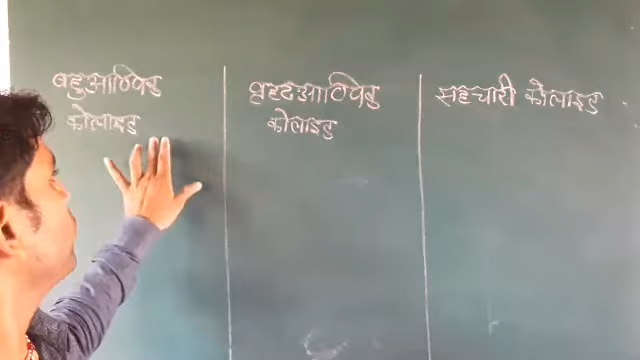 बहुआण्विक
कोलाइड
वृहदआण्विक
कोलाइड
सहचारी कोलाइड